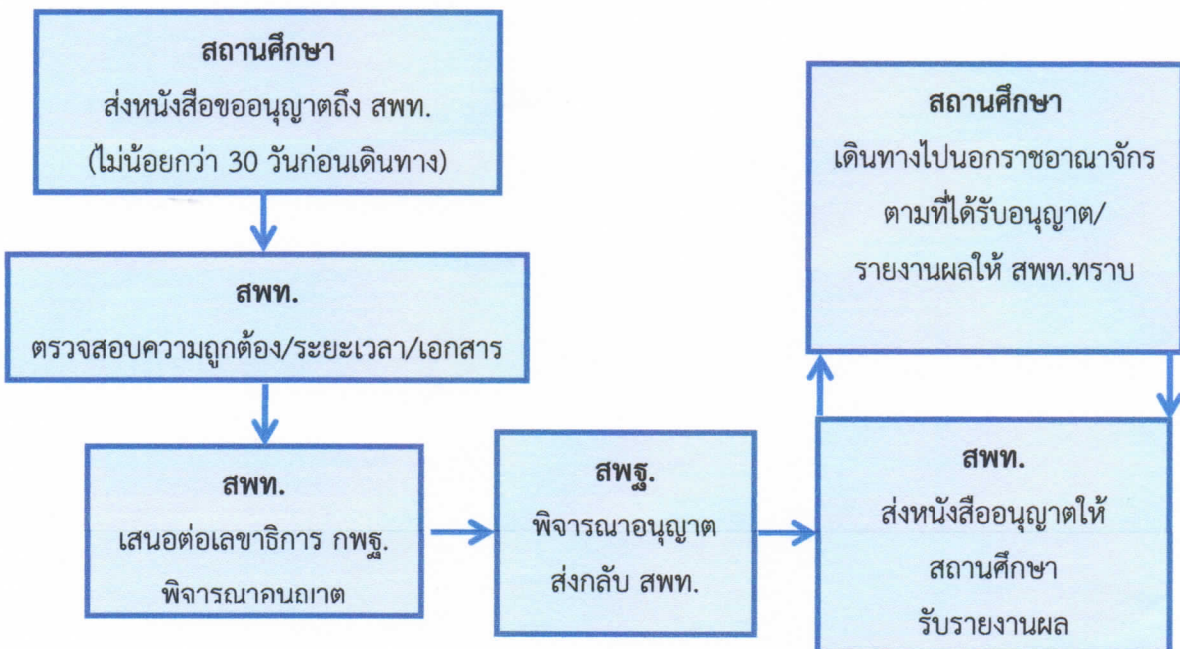 สถานศึกษา
ส่งหนังสือขออนุญาตถึง สพท.
(ไม่น้อยกว่า 30 วันก่อนเดินทาง)
สพท.
ตรวจสอบความถูกต้อง/ระยะเวลา/เอกสาร
สพท.
เสนอต่อเลขาธิการ กพฐ.
พิจารณาอนุญาต
สพฐ.
พิจารณาอนุญาต
ส่งกลับ สพท.
สพท.
ส่งหนังสืออนุญาตให้
สถานศึกษา
รับรายงานผล
สถานศึกษา
เดินทางไปนอกราชอาณาจักร
ตามที่ได้รับอนุญาต/
รายงานผลให้ สพท.ทราบ